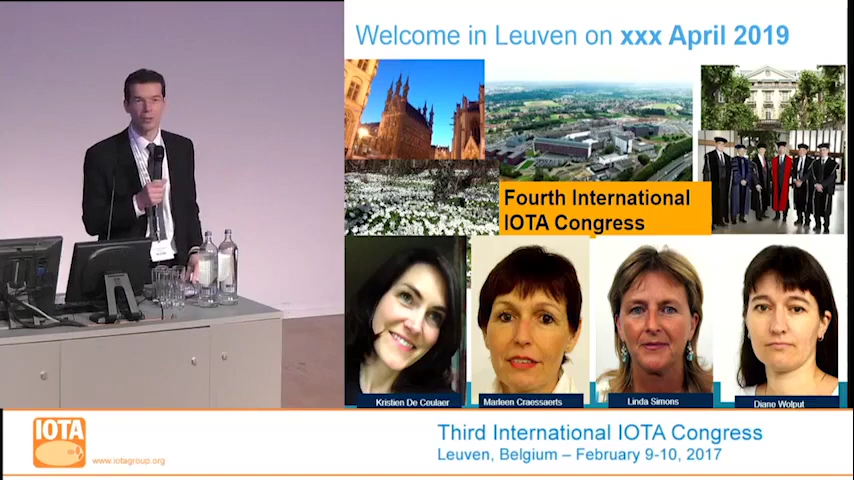 Welcome in Leuven on xxx April 2019
Fourth International
IOTA Congress
Kristien De Ceulaer
Marleen Craessaerts
Linda Simons
Diane Wolput
IOTA
www.iotagroup.org
Third International IOTA Congress
Leuven, Belgium – February 9-10, 2017